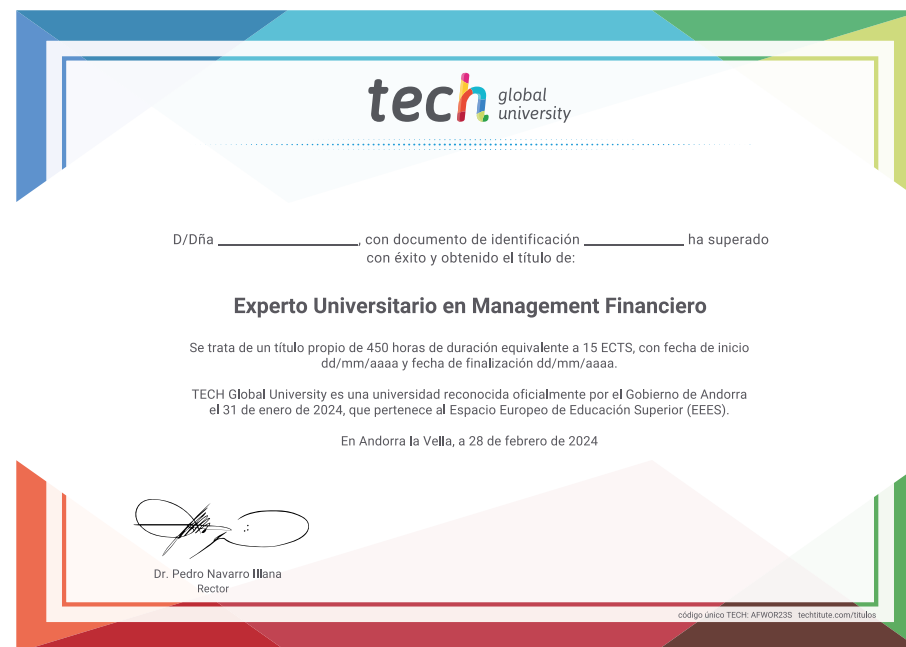 tech global university
D/Dña ____________, con documento de identificación ____________ ha superado
con éxito y obtenido el título de:
Experto Universitario en Management Financiero
Se trata de un título propio de 450 horas de duración equivalente a 15 ECTS, con fecha de inicio
dd/mm/aaaa y fecha de finalización dd/mm/aaaa.
TECH Global University es una universidad reconocida oficialmente por el Gobierno de Andorra
el 31 de enero de 2024, que pertenece al Espacio Europeo de Educación Superior (EEES).
En Andorra la Vella, a 28 de febrero de 2024
Dr. Pedro Navarro Illana
Rector
código único TECH: AFWOR23S techtitute.com/titulos